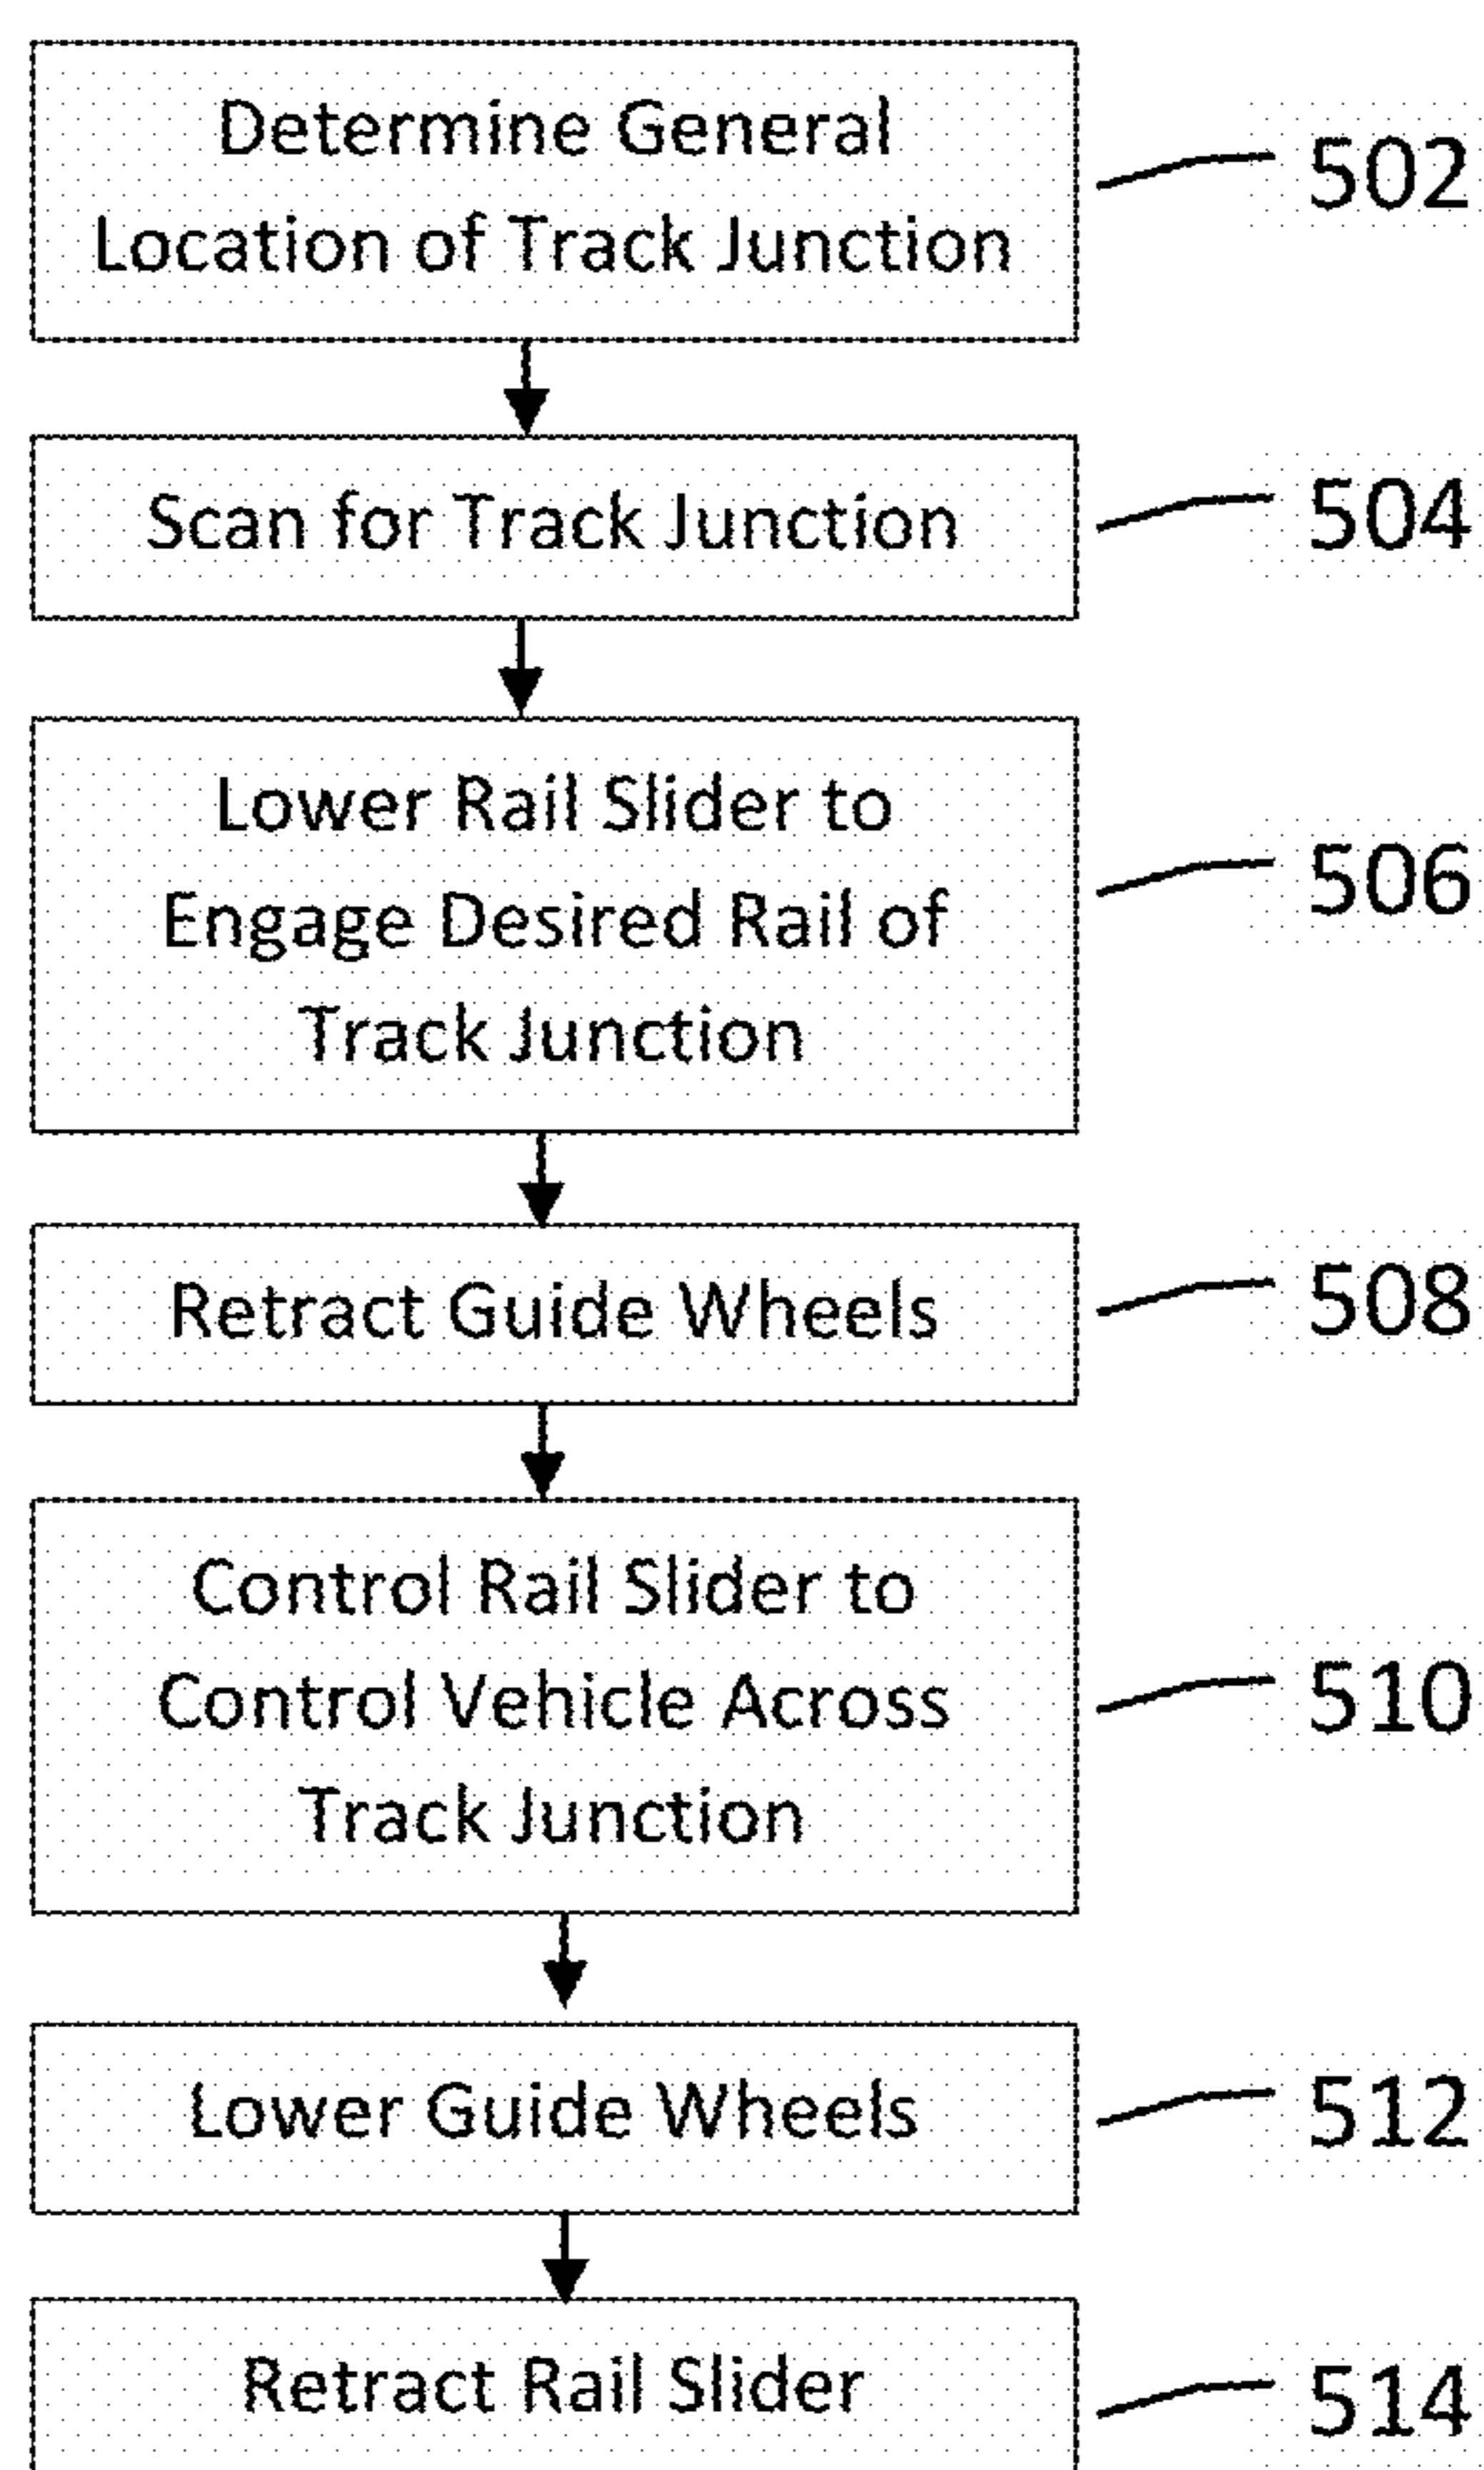 Determine General
Location of Track Junction
502
Scan for Track Junction
504
Lower Rail Slider to
Engage Desired Rail of
Track Junction
506
Retract Guide Wheels
508
Control Rail Slider to
Control Vehicle Across
Track Junction
510
Lower Guide Wheels
512
Retract Rail Slider
514